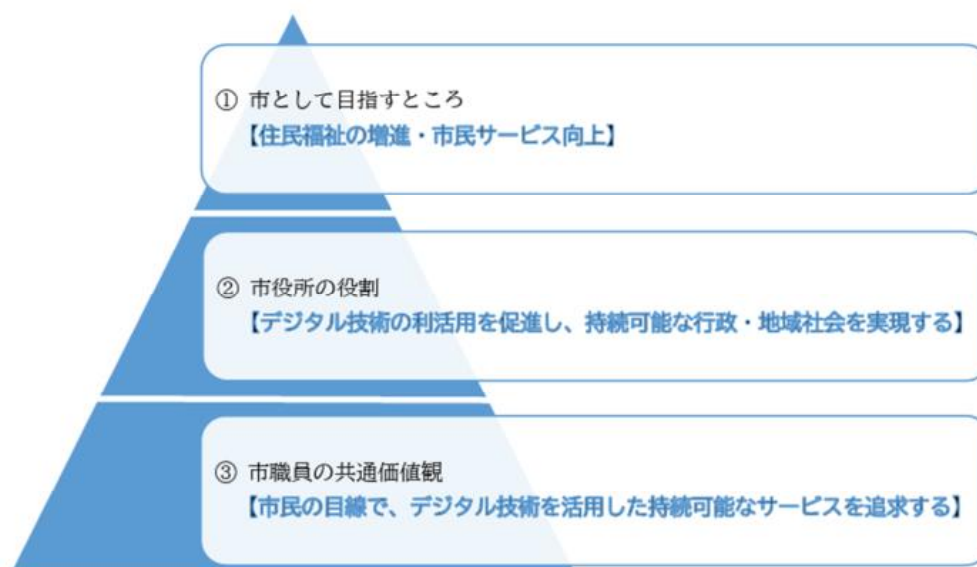 ① 市として目指すところ
【住民福祉の増進・市民サービス向上】
② 市役所の役割
【デジタル技術の利活用を促進し、持続可能な行政・地域社会を実現する】
③ 市職員の共通価値観
【市民の目線で、デジタル技術を活用した持続可能なサービスを追求する】